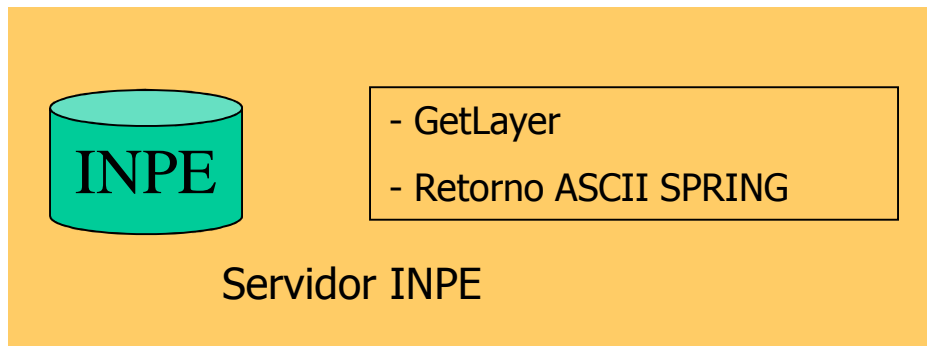 INPE
- GetLayer
- Retorno ASCII SPRING
Servidor INPE